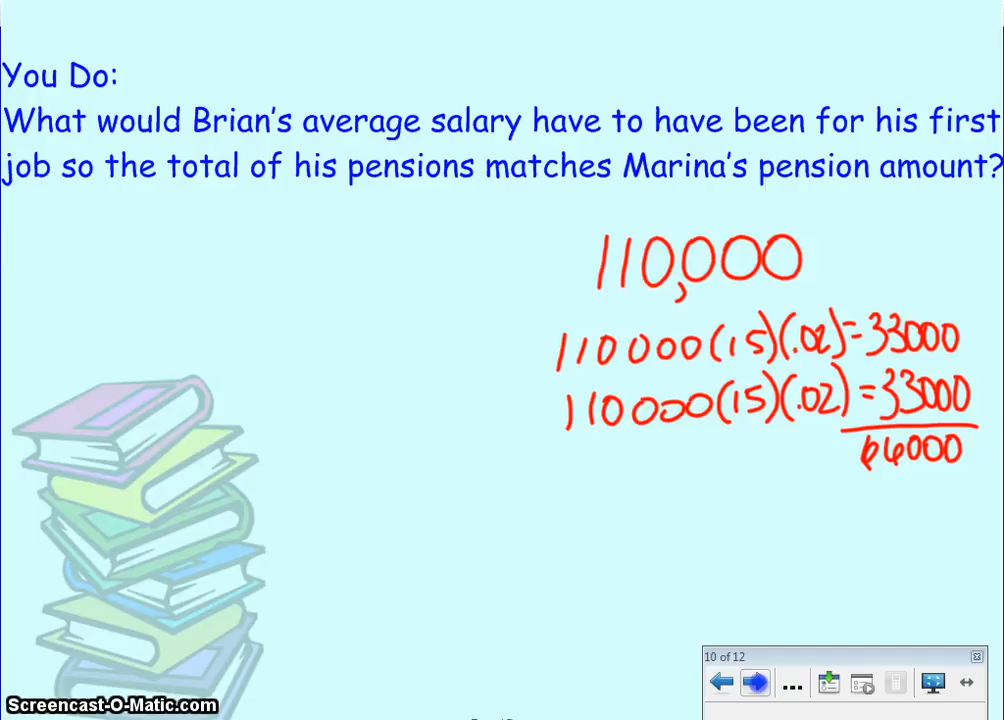 You Do:
What would Brian's average salary have to have been for his first
job so the total of his pensions matches Marina's pension amount?
110,000
110000(15)(.02)=33000
110000(15)(.02)=33000
66000
10 of 12
Screencast-O-Matic.com